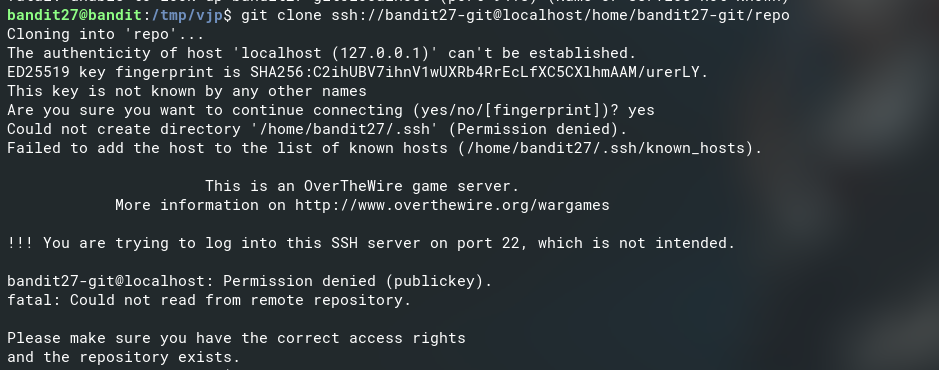 bandit27@bandit:/tmp/vjp$ git clone ssh://bandit27-git@localhost/home/bandit27-git/repo
Cloning into 'repo'...
The authenticity of host 'localhost (127.0.0.1)' can't be established.
ED25519 key fingerprint is SHA256:C2ihUBV7ihnV1wUXRb4RrEcLfXC5CXlhmAAM/urerLY.
This key is not known by any other names
Are you sure you want to continue connecting (yes/no/[fingerprint])? yes
Could not create directory '/home/bandit27/.ssh' (Permission denied).
Failed to add the host to the list of known hosts (/home/bandit27/.ssh/known_hosts).
This is an OverTheWire game server.
More information on http://www.overthewire.org/wargames
!!! You are trying to log into this SSH server on port 22, which is not intended.
bandit27-git@localhost: Permission denied (publickey).
fatal: Could not read from remote repository.
Please make sure you have the correct access rights
and the repository exists.